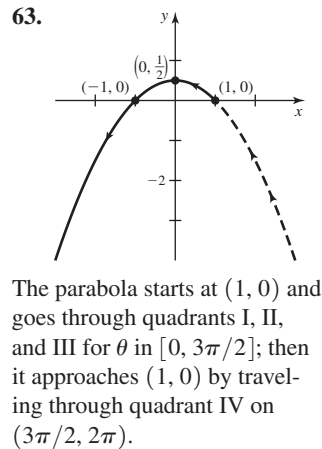 63.
y
(0, 1/2)
(−1, 0)
(1, 0)
x
−2
The parabola starts at (1, 0) and
goes through quadrants I, II,
and III for θ in [0, 3π/2]; then
it approaches (1, 0) by travel-
ing through quadrant IV on
(3π/2, 2π).